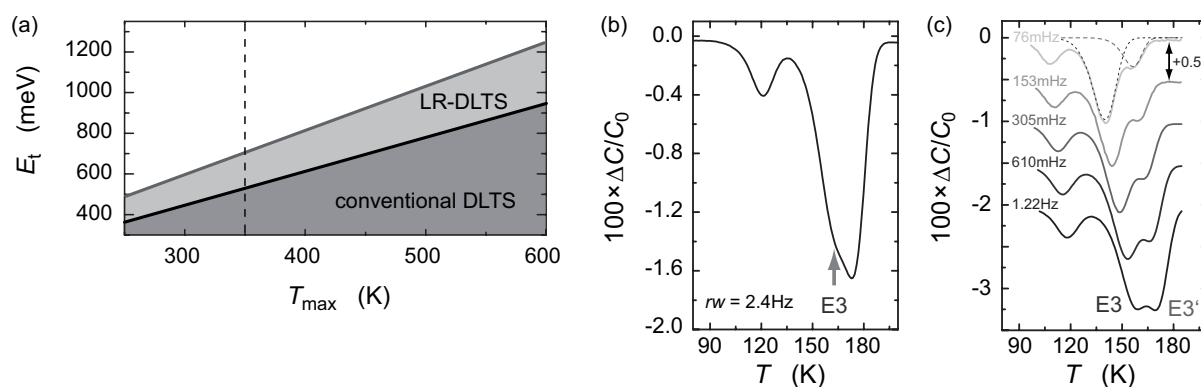 (a)
1200
1000
800
600
400
E_t (meV)
LR-DLTS
conventional DLTS
300
400
500
600
T_max (K)
(b)
0.0
-0.4
-0.8
-1.2
-1.6
-2.0
100×ΔC/C_0
rw = 2.4Hz
E3
90
120
150
180
T (K)
(c)
0
-1
-2
-3
100×ΔC/C_0
76mHz
153mHz
305mHz
610mHz
1.22Hz
+0.5
E3
E3‘
90
120
150
180
T (K)